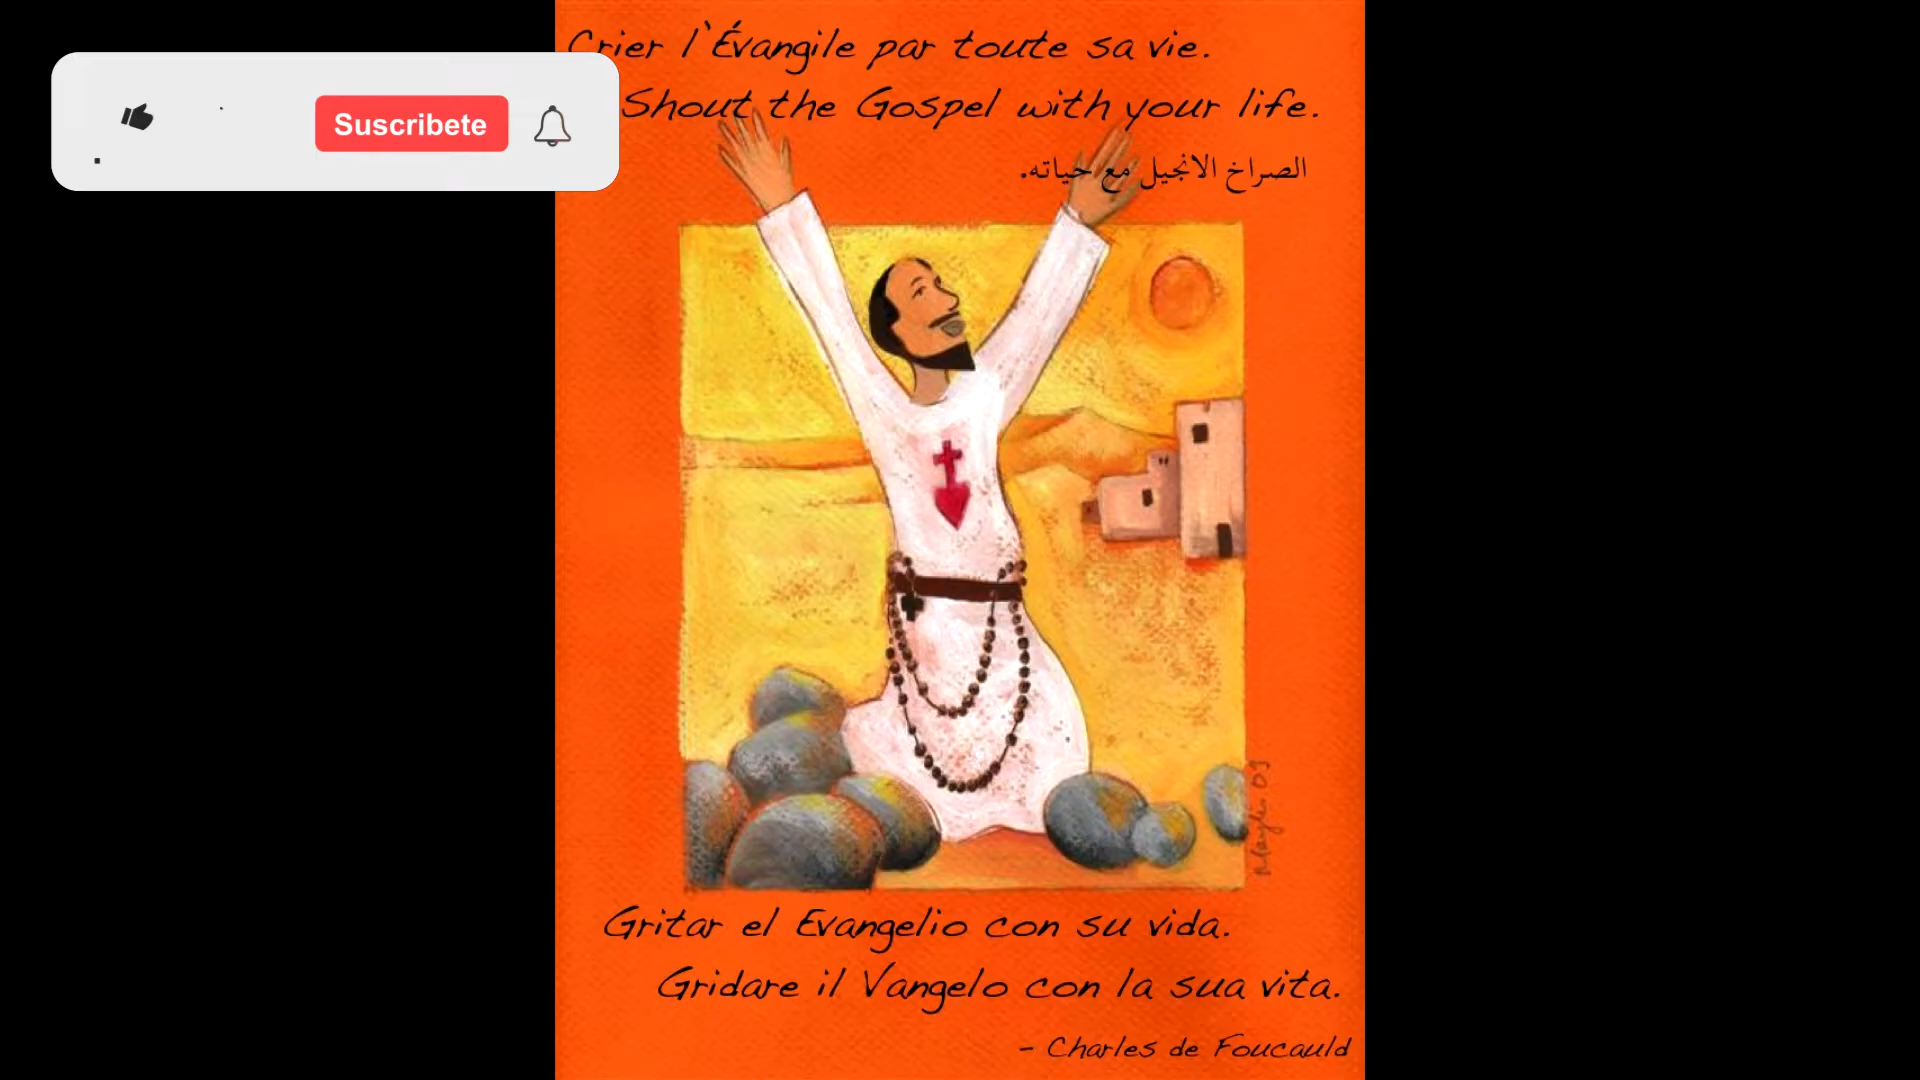 Crier l'Évangile par toute sa vie.
Shout the Gospel with your life.
Suscribete
الصراخ الانجيل مع حياته.
Gritar el Evangelio con su vida.
Gridare il Vangelo con la sua vita.
- Charles de Foucauld